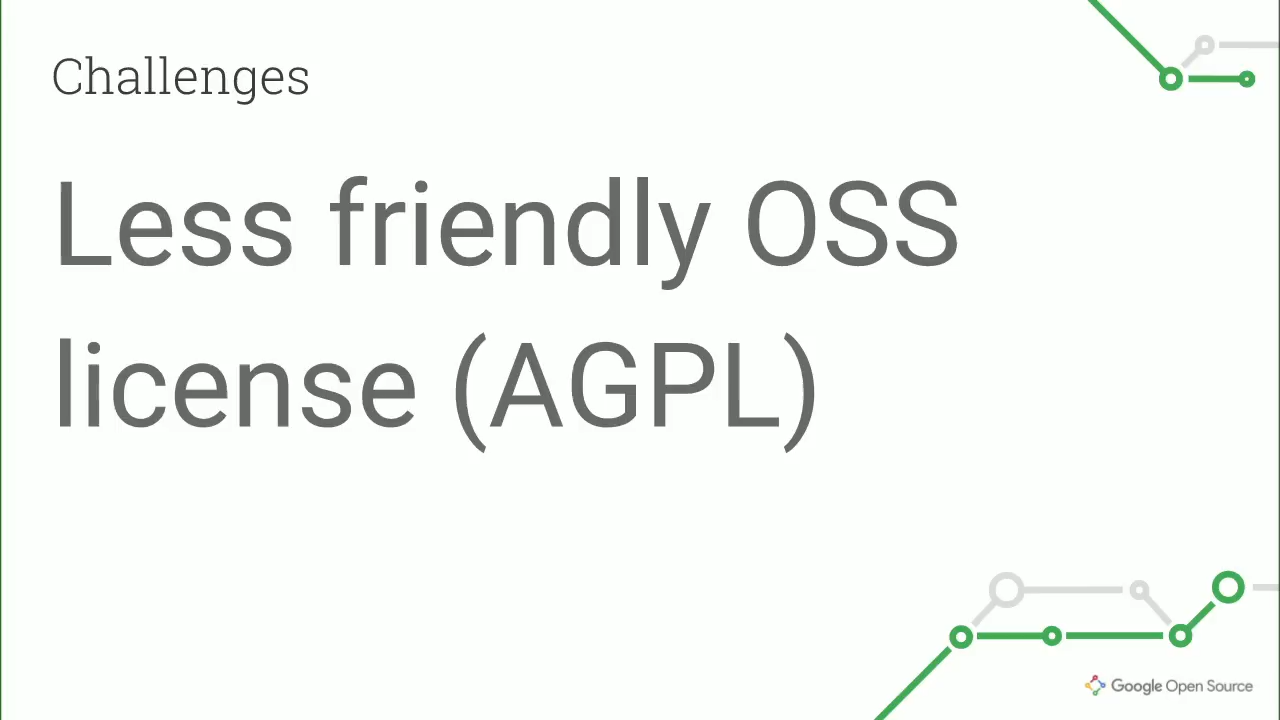 Challenges
Less friendly OSS
license (AGPL)
Google Open Source